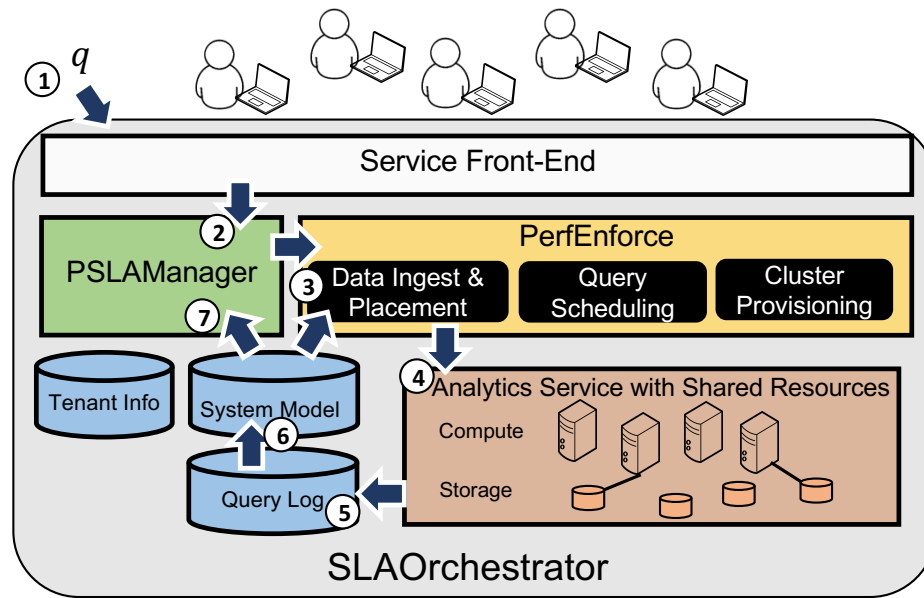 1
q
Service Front-End
2
PSLAManager
7
PerfEnforce
3
Data Ingest &
Placement
Query
Scheduling
Cluster
Provisioning
Tenant Info
System Model
6
Query Log
5
4
Analytics Service with Shared Resources
Compute
Storage
SLAOrchestrator